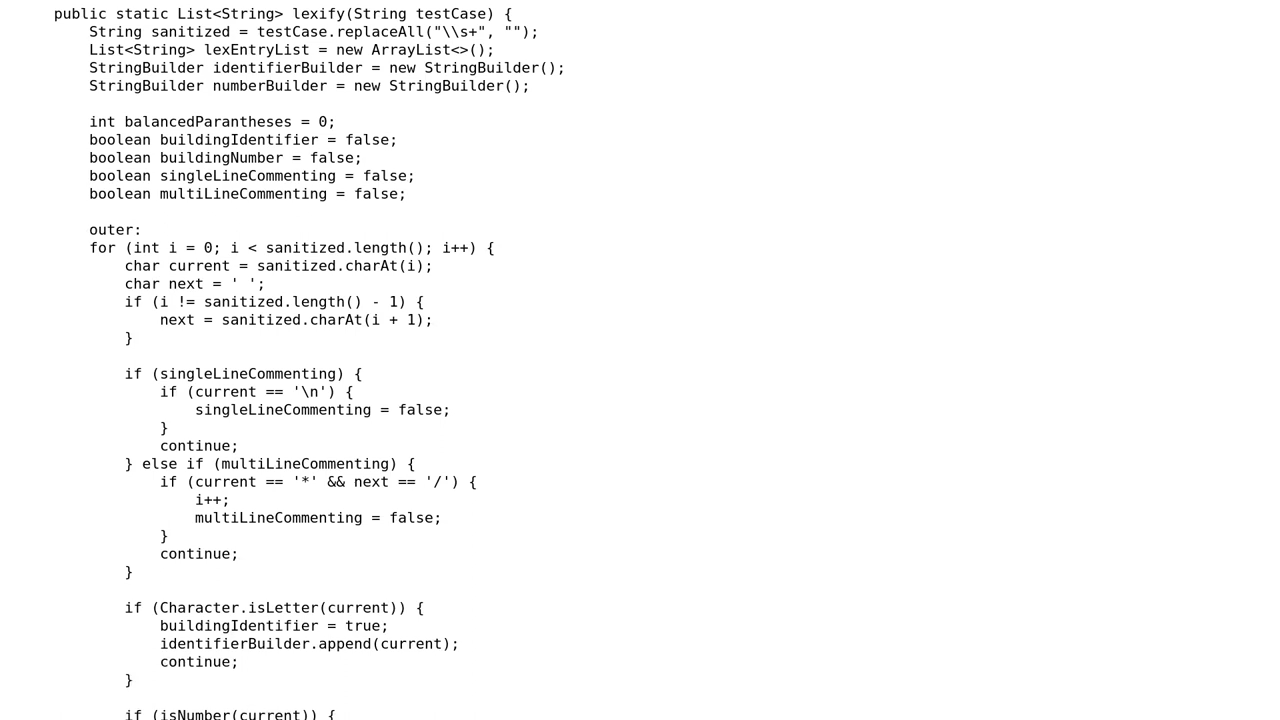 public static List<String> lexify(String testCase) {
String sanitized = testCase.replaceAll("\\s+", "");
List<String> lexEntryList = new ArrayList<>();
StringBuilder identifierBuilder = new StringBuilder();
StringBuilder numberBuilder = new StringBuilder();
int balancedParantheses = 0;
boolean buildingIdentifier = false;
boolean buildingNumber = false;
boolean singleLineCommenting = false;
boolean multiLineCommenting = false;
outer:
for (int i = 0; i < sanitized.length(); i++) {
char current = sanitized.charAt(i);
char next = ' ';
if (i != sanitized.length() - 1) {
next = sanitized.charAt(i + 1);
}
if (singleLineCommenting) {
if (current == '\n') {
singleLineCommenting = false;
}
continue;
} else if (multiLineCommenting) {
if (current == '*' && next == '/') {
i++;
multiLineCommenting = false;
}
continue;
}
if (Character.isLetter(current)) {
buildingIdentifier = true;
identifierBuilder.append(current);
continue;
}
if (isNumber(current)) {